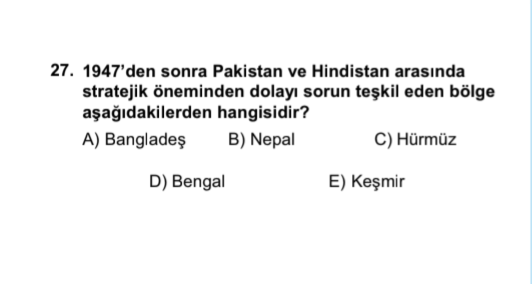 27. 1947'den sonra Pakistan ve Hindistan arasında
stratejik öneminden dolayı sorun teşkil eden bölge
aşağıdakilerden hangisidir?
A) Bangladeş B) Nepal C) Hürmüz
D) Bengal E) Keşmir